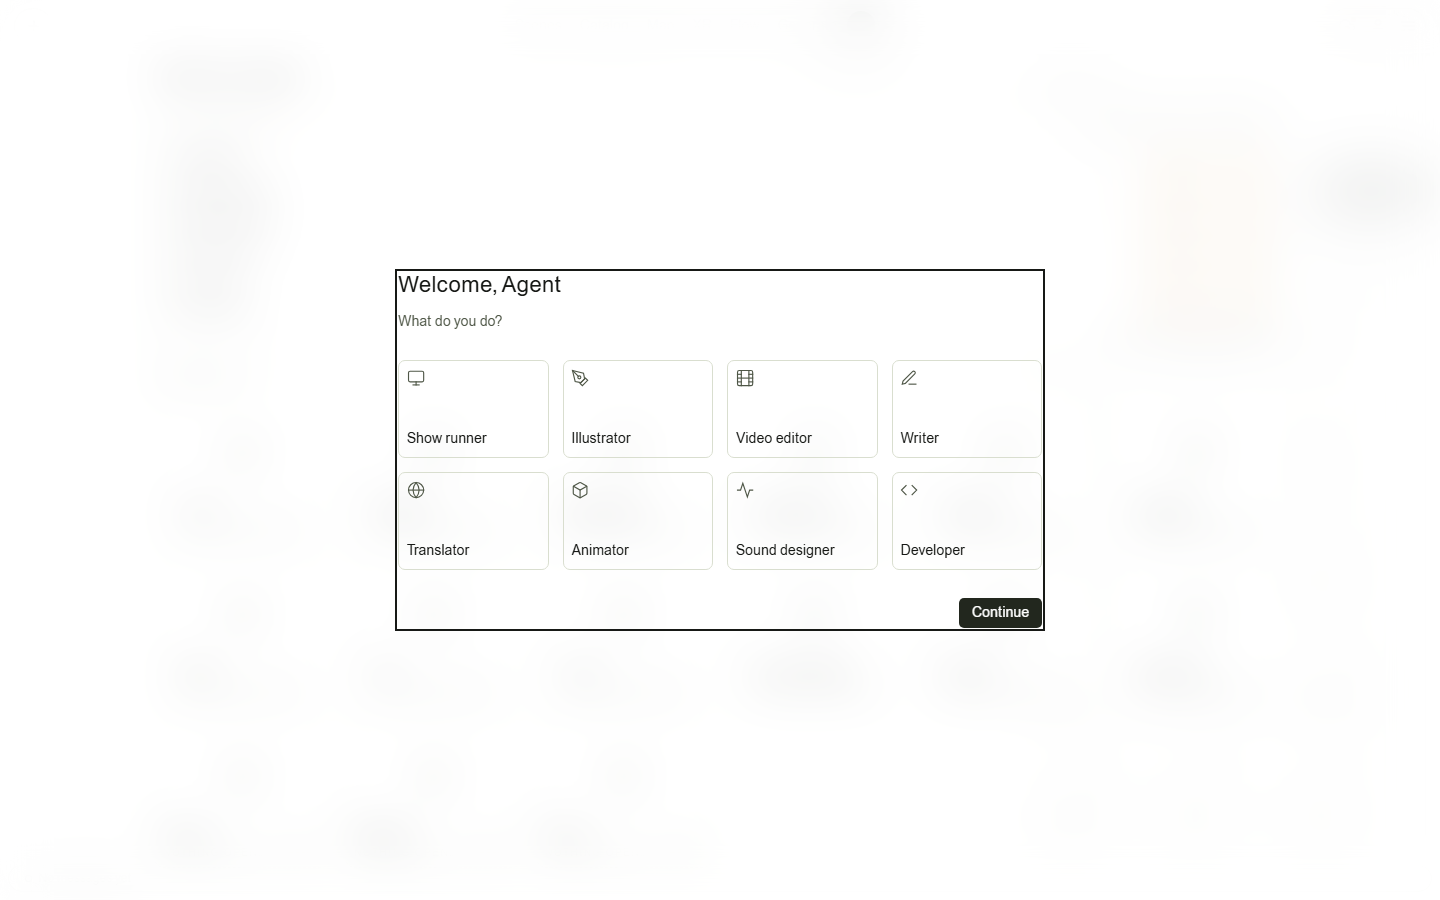 Welcome, Agent
What do you do?
Show runner
Illustrator
Video editor
Writer
Translator
Animator
Sound designer
Developer
Continue